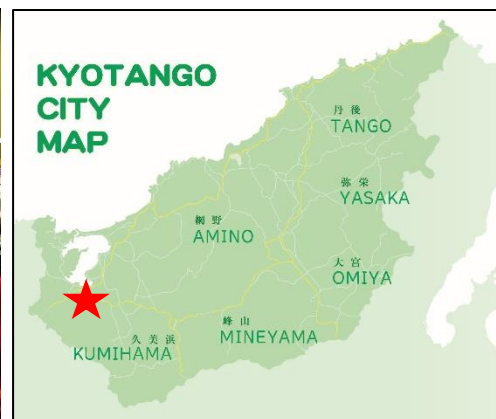 KYOTANGO
CITY
MAP
丹後
TANGO
弥栄
YASAKA
網野
AMINO
大宮
OMIYA
峰山
MINEYAMA
久美浜
KUMIHAMA